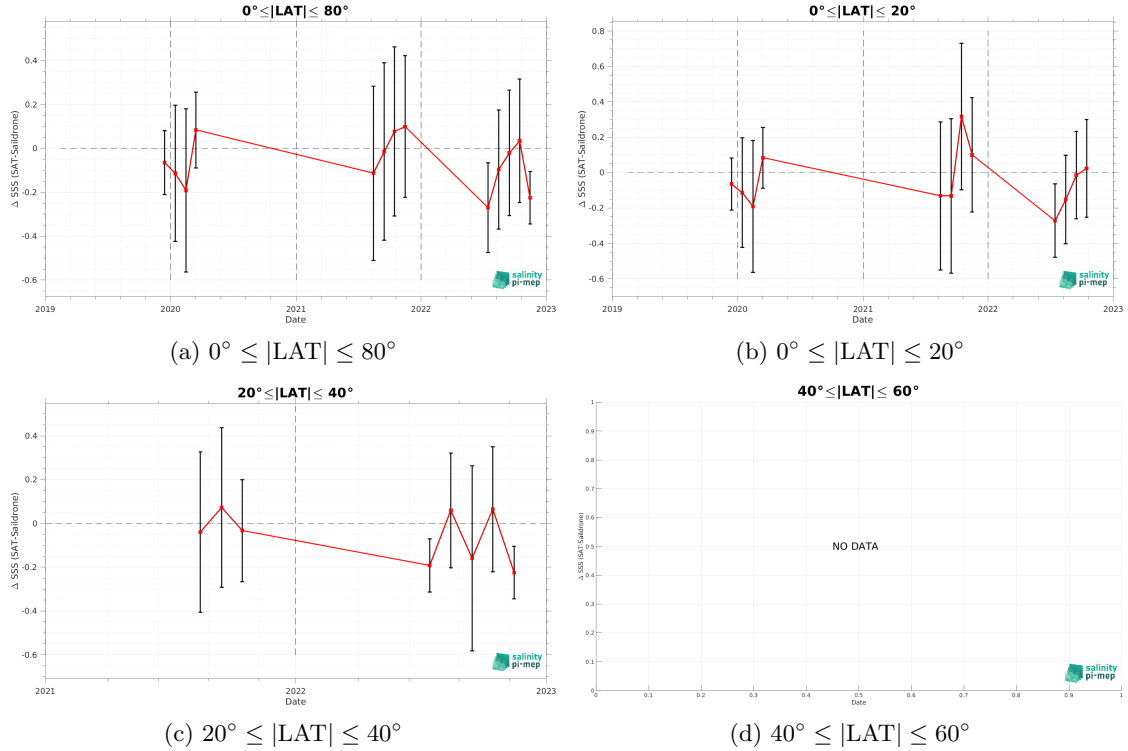 0°≤|LAT|≤ 80°
Δ SSS (SAT-Saildrone)
0.4
0.2
0
-0.2
-0.4
-0.6
2019
2020
2021
2022
2023
Date
salinity
pi-mep
(a) 0° ≤ |LAT| ≤ 80°
0°≤|LAT|≤ 20°
Δ SSS (SAT-Saildrone)
0.8
0.6
0.4
0.2
0
-0.2
-0.4
-0.6
2019
2020
2021
2022
2023
Date
salinity
pi-mep
(b) 0° ≤ |LAT| ≤ 20°
20°≤|LAT|≤ 40°
Δ SSS (SAT-Saildrone)
0.4
0.2
0
-0.2
-0.4
-0.6
2021
2022
2023
Date
salinity
pi-mep
(c) 20° ≤ |LAT| ≤ 40°
40°≤|LAT|≤ 60°
Δ SSS (SAT-Saildrone)
1
0.9
0.8
0.7
0.6
0.5
0.4
0.3
0.2
0.1
0
NO DATA
0
0.1
0.2
0.3
0.4
0.5
0.6
0.7
0.8
0.9
1
Date
salinity
pi-mep
(d) 40° ≤ |LAT| ≤ 60°